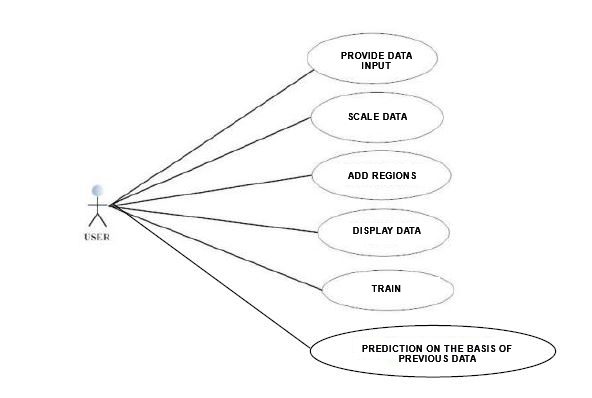 PROVIDE DATA
INPUT
SCALE DATA
ADD REGIONS
DISPLAY DATA
USER
TRAIN
PREDICTION ON THE BASIS OF
PREVIOUS DATA